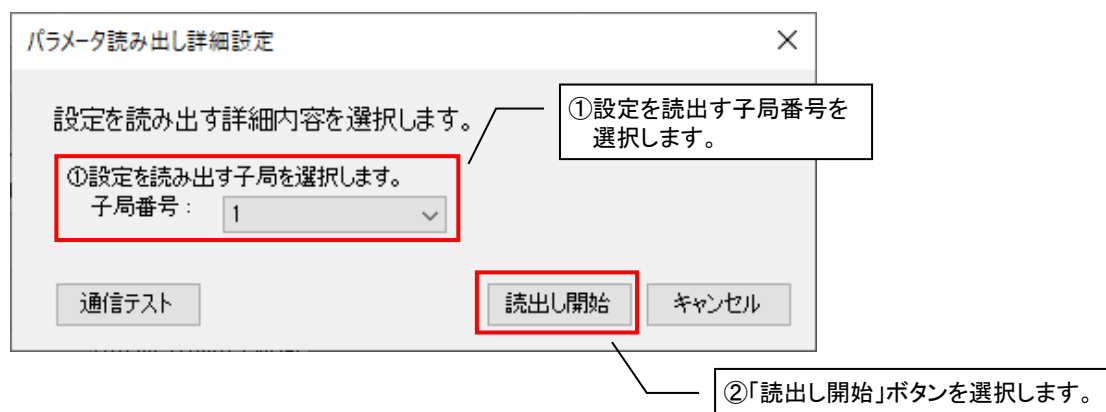 パラメータ読み出し詳細設定
設定を読み出す詳細内容を選択します。
①設定を読出す子局番号を
選択します。
①設定を読み出す子局を選択します。
子局番号：
1
通信テスト
読出し開始
キャンセル
②「読出し開始」ボタンを選択します。